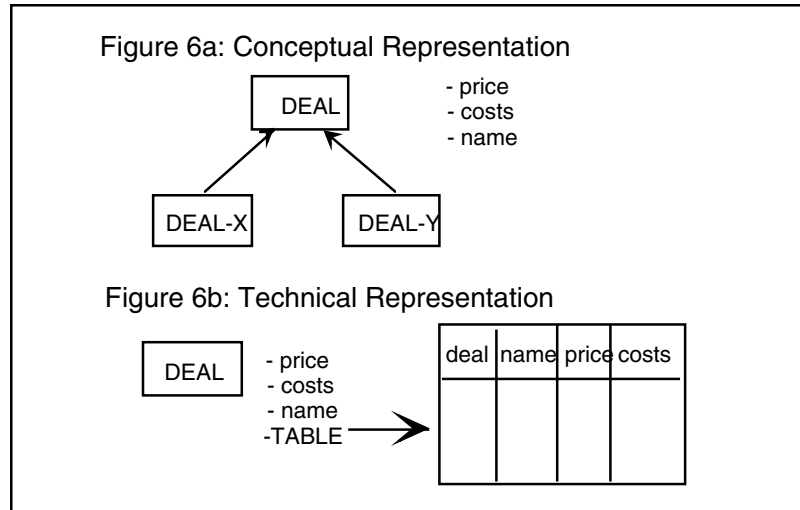 Figure 6a: Conceptual Representation
DEAL
- price
- costs
- name
DEAL-X
DEAL-Y
Figure 6b: Technical Representation
DEAL
- price
- costs
- name
-TABLE
deal name price costs